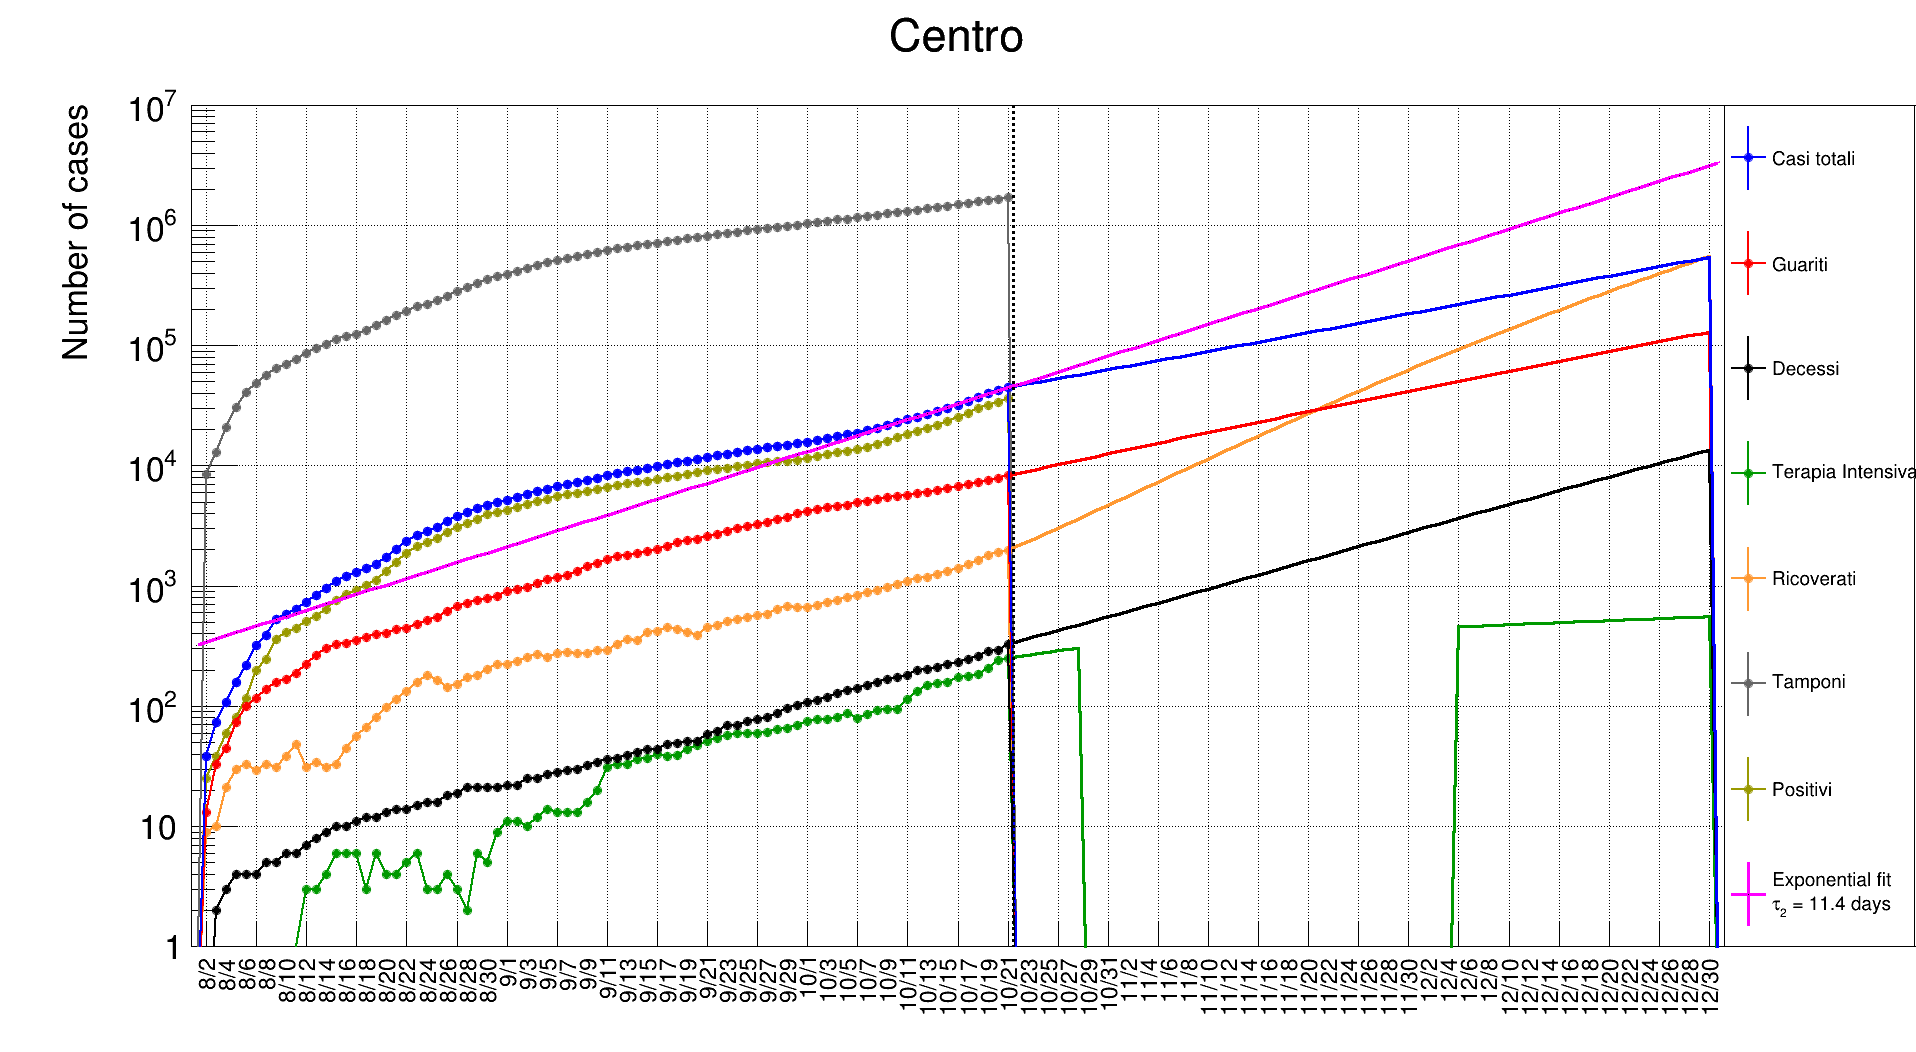 Centro
Number of cases
10^7
10^6
10^5
10^4
10^3
10^2
10
1
8/2 8/4 8/6 8/8 8/10 8/12 8/14 8/16 8/18 8/20 8/22 8/24 8/26 8/28 8/30 9/1 9/3 9/5 9/7 9/9 9/11 9/13 9/15 9/17 9/19 9/21 9/23 9/25 9/27 9/29 10/1 10/3 10/5 10/7 10/9 10/11 10/13 10/15 10/17 10/19 10/21 10/23 10/25 10/27 10/29 10/31 11/2 11/4 11/6 11/8 11/10 11/12 11/14 11/16 11/18 11/20 11/22 11/24 11/26 11/28 11/30 12/2 12/4 12/6 12/8 12/10 12/12 12/14 12/16 12/18 12/20 12/22 12/24 12/26 12/28 12/30
Casi totali
Guariti
Decessi
Terapia Intensiva
Ricoverati
Tamponi
Positivi
Exponential fit
τ₂ = 11.4 days